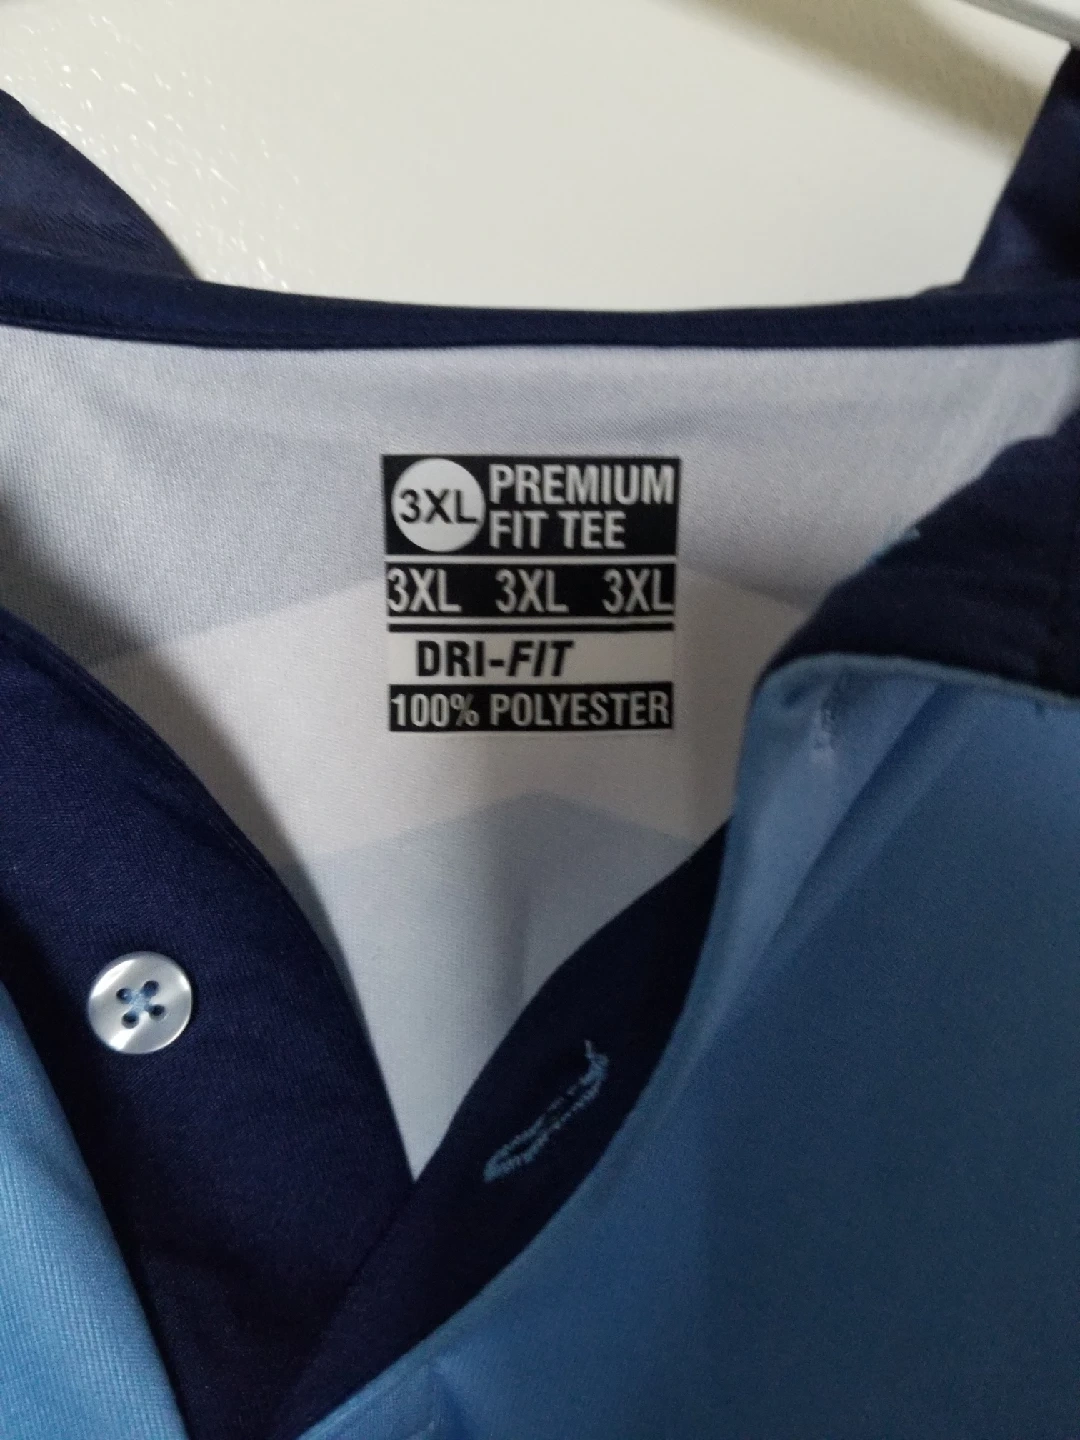 3XL
PREMIUM
FIT TEE
3XL 3XL 3XL
DRI-FIT
100% POLYESTER